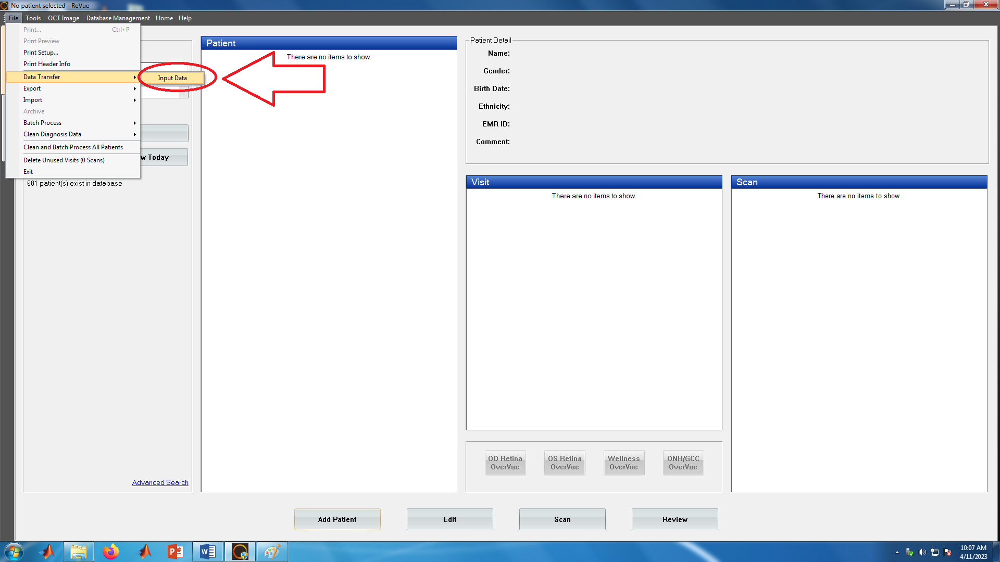 No patient selected - ReVue -
File Tools OCT Image Database Management Home Help
Print... Ctrl+P
Print Preview
Print Setup...
Print Header Info
Data Transfer
Input Data
Export
Import
Archive
Batch Process
Clean Diagnosis Data
Clean and Batch Process All Patients
Delete Unused Visits (0 Scans)
Exit
w Today
681 patient(s) exist in database
Advanced Search
Patient
There are no items to show.
Patient Detail
Name:
Gender:
Birth Date:
Ethnicity:
EMR ID:
Comment:
Visit
There are no items to show.
Scan
There are no items to show.
OD Retina
OverVue
OS Retina
OverVue
Wellness
OverVue
ONH/GCC
OverVue
Add Patient
Edit
Scan
Review
10:07 AM
4/11/2023